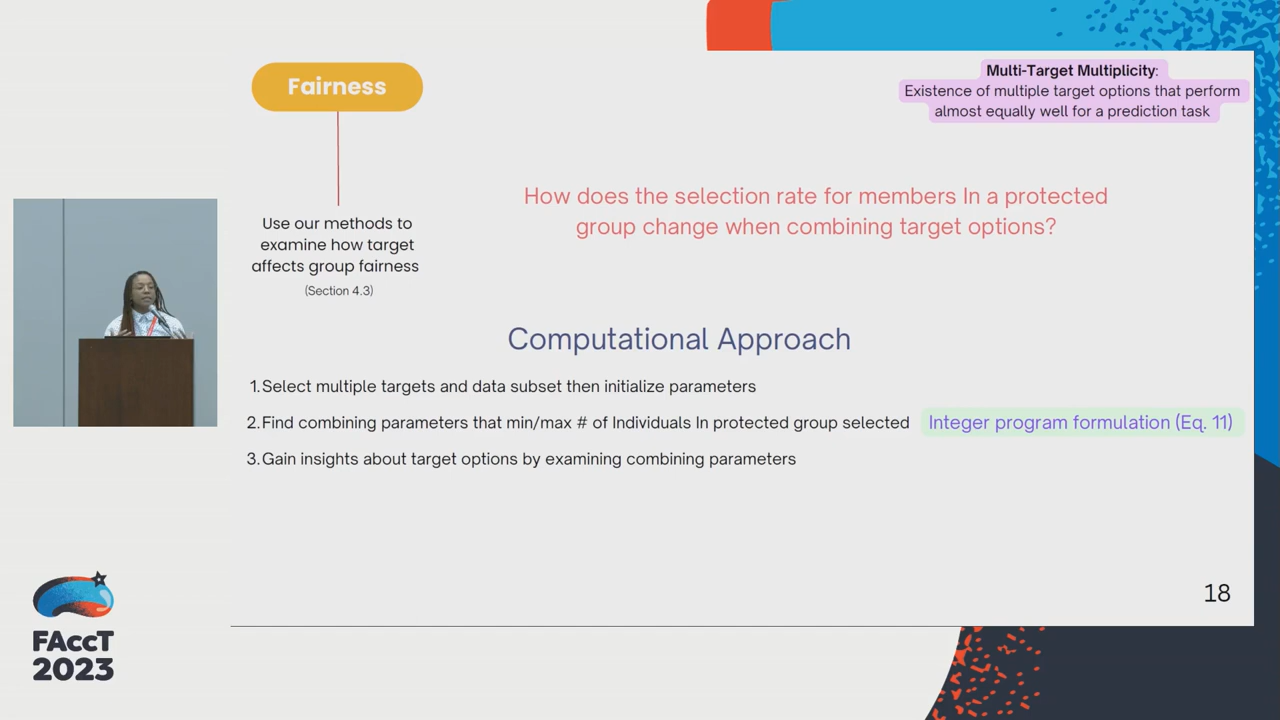 Fairness
Multi-Target Multiplicity:
Existence of multiple target options that perform
almost equally well for a prediction task
How does the selection rate for members In a protected
group change when combining target options?
Use our methods to
examine how target
affects group fairness
(Section 4.3)
Computational Approach
1.Select multiple targets and data subset then initialize parameters
2.Find combining parameters that min/max # of Individuals In protected group selected
Integer program formulation (Eq. 11)
3.Gain insights about target options by examining combining parameters
18
FAccT
2023